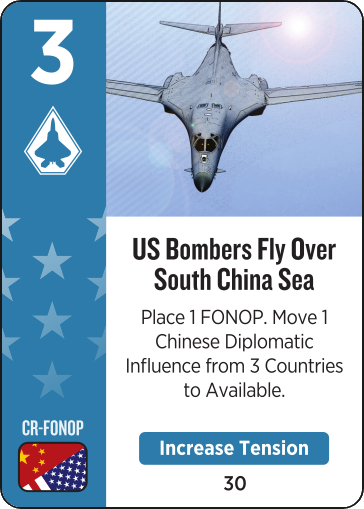 3
US Bombers Fly Over
South China Sea
Place 1 FONOP. Move 1
Chinese Diplomatic
Influence from 3 Countries
to Available.
CR-FONOP
Increase Tension
30